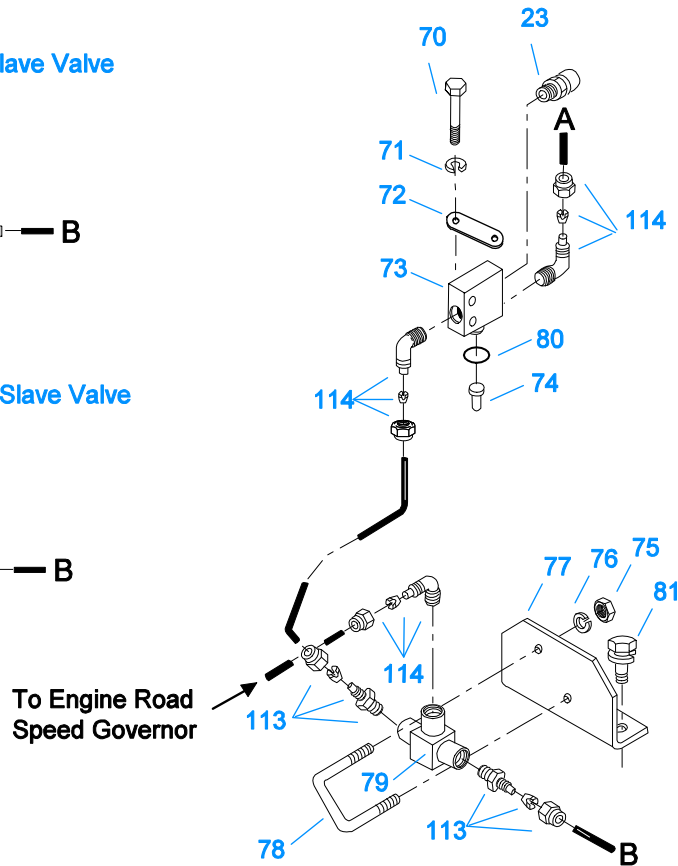 23
70
lave Valve
A
71
72
114
B
73
80
74
Slave Valve
114
75
76
77
B
81
114
To Engine Road
Speed Governor
113
79
113
78
B